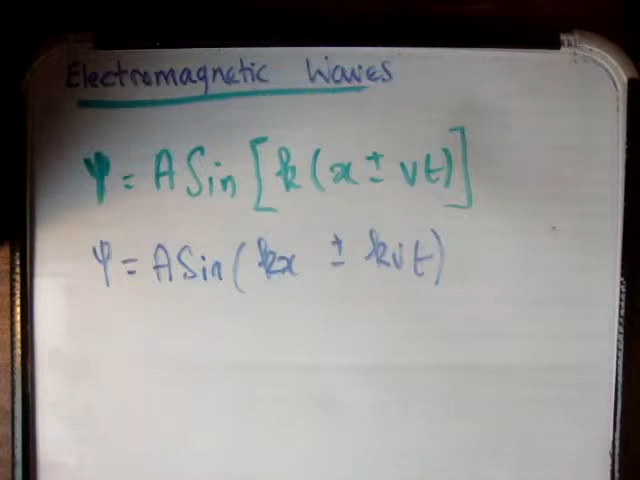 Electromagnetic Waves
ψ = A Sin [k (x ± vt)]
ψ = A Sin (kx ± kvt)